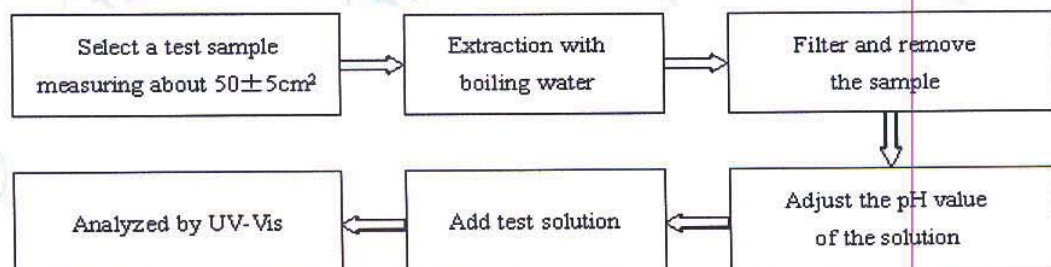 Select a test sample
measuring about 50±5cm²
Extraction with
boiling water
Filter and remove
the sample
Adjust the pH value
of the solution
Add test solution
Analyzed by UV-Vis